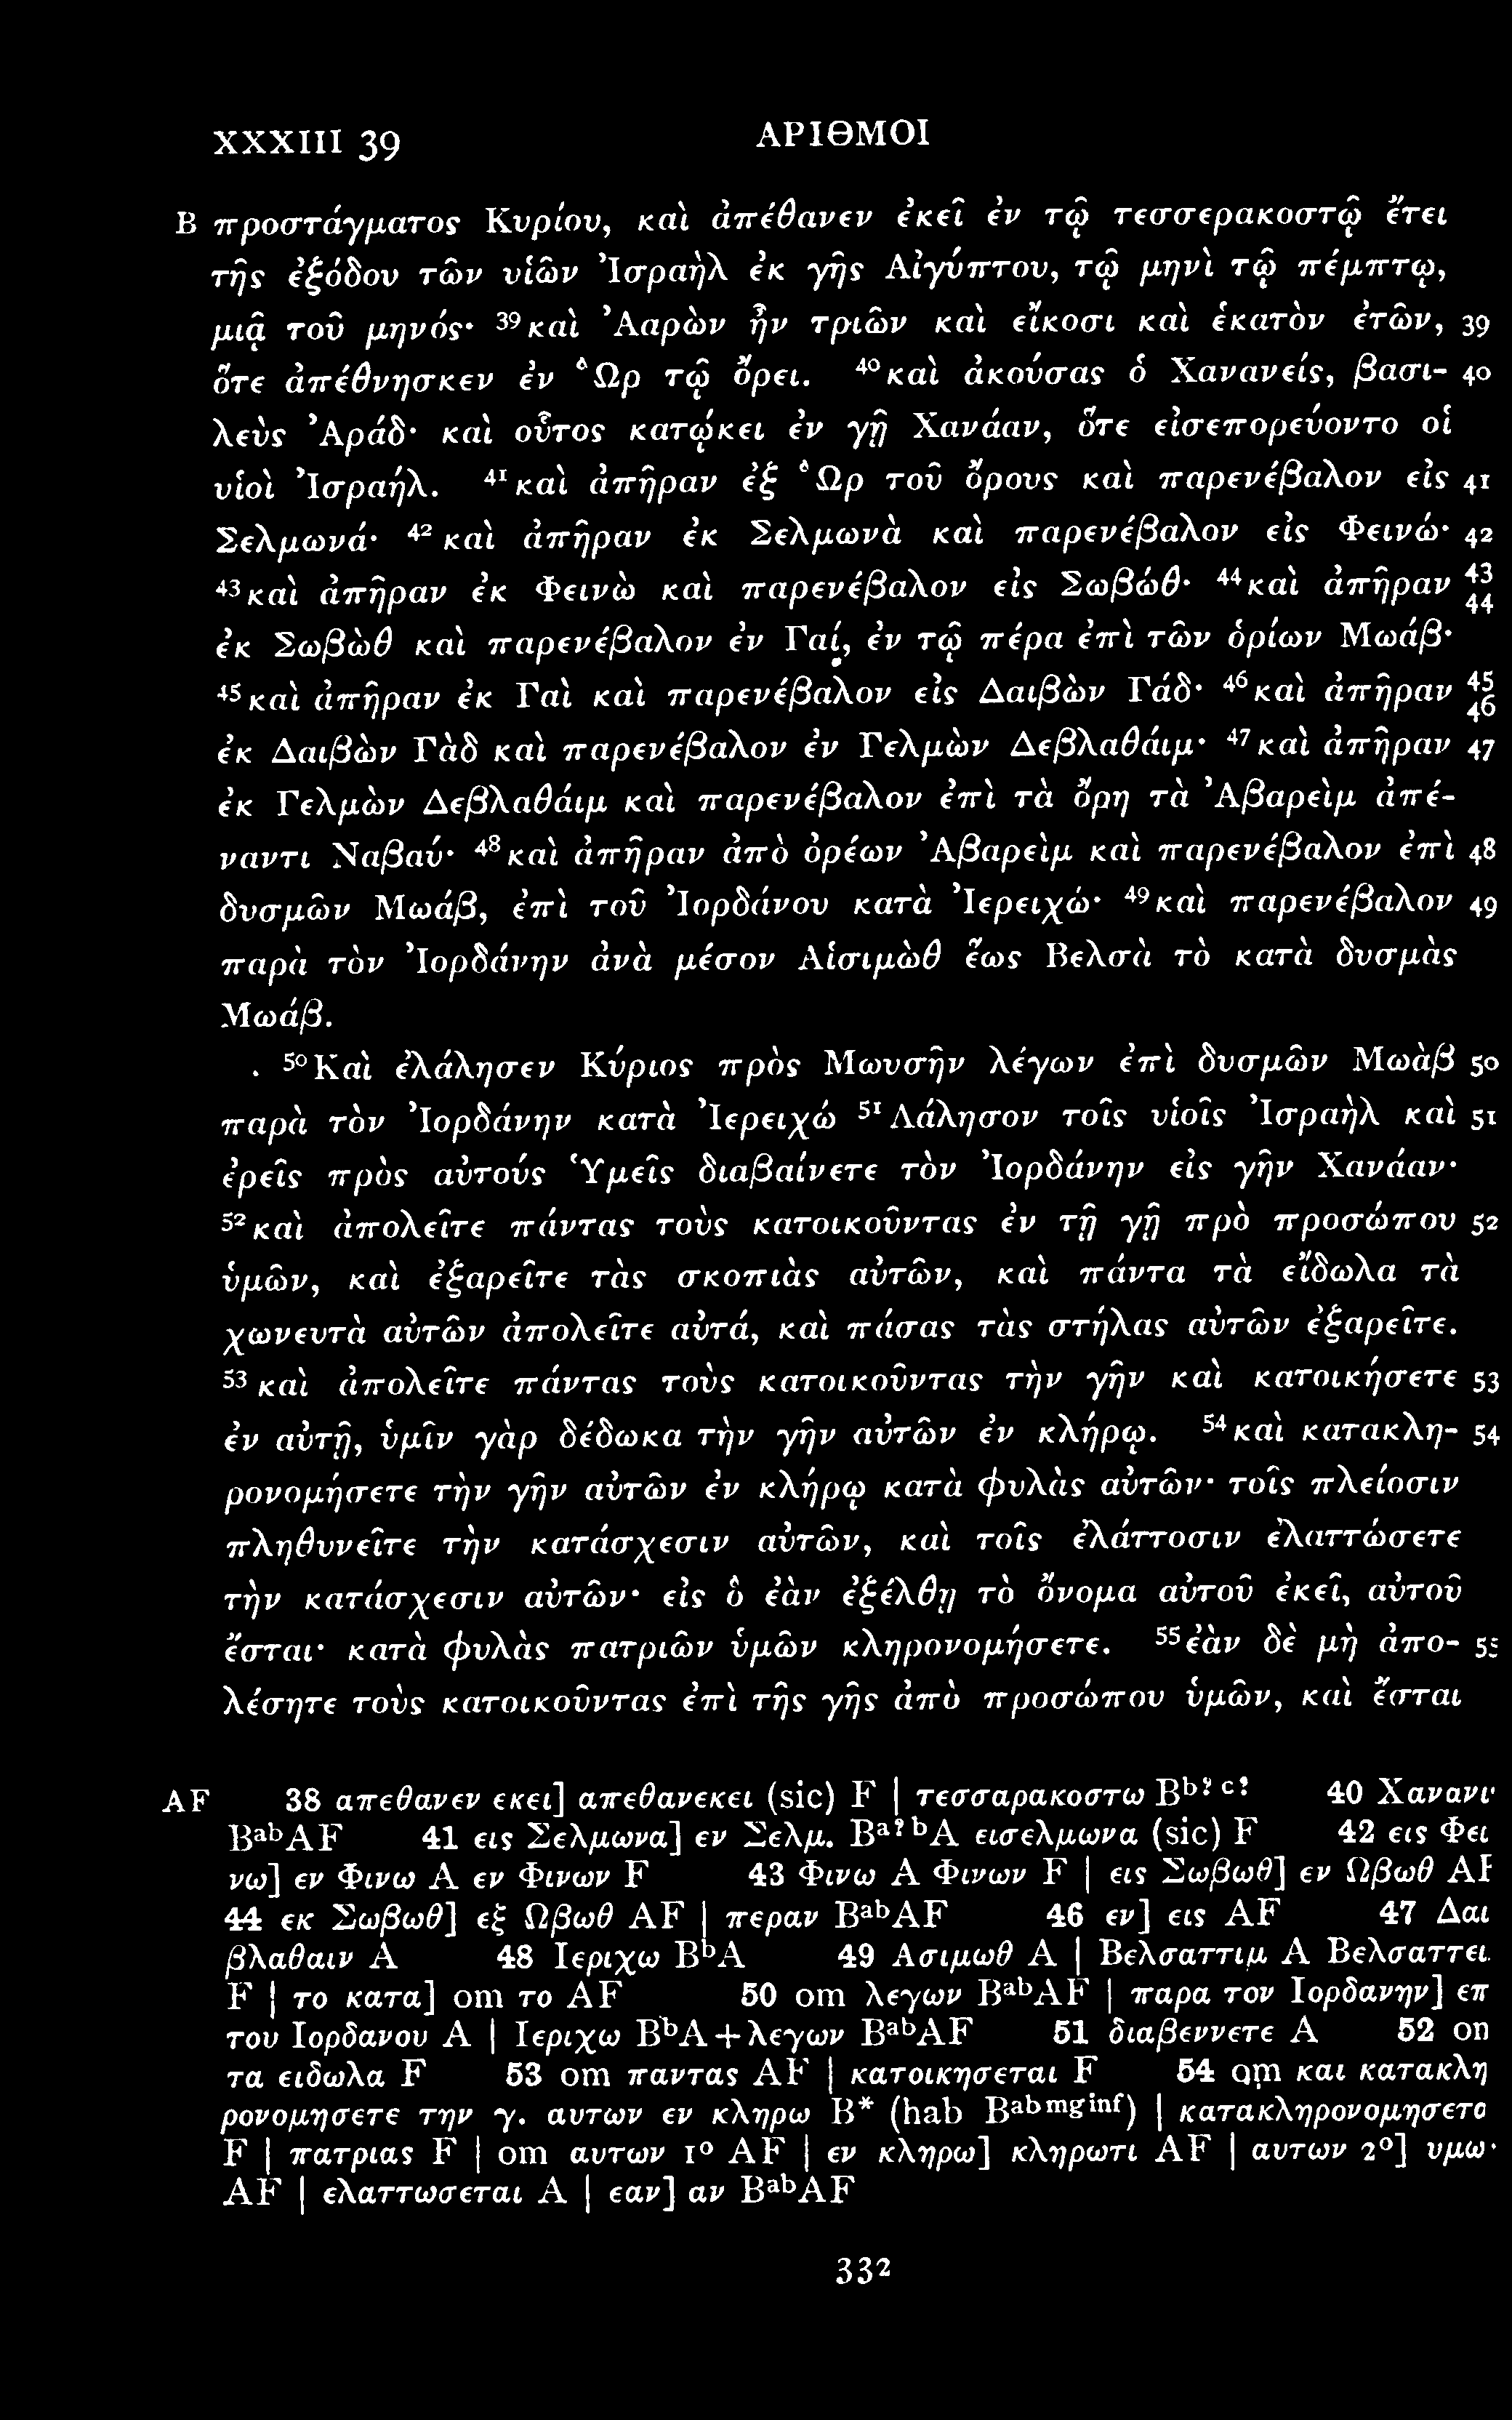 XXXIII 39 ΑΡΙΘΜΟΙ
B προστάγματος Κυρίου, καὶ ἀπέθανεν ἐκεῖ ἐν τῷ τεσσερακοστῷ ἔτει
τῆς ἐξόδου τῶν υἱῶν Ἰσραὴλ ἐκ γῆς Αἰγύπτου, τῷ μηνὶ τῷ πέμπτῳ,
μιᾷ τοῦ μηνός· ³⁹καὶ Ἀαρὼν ἦν τριῶν καὶ εἴκοσι καὶ ἑκατὸν ἐτῶν, 39
ὅτε ἀπέθνησκεν ἐν Ὢρ τῷ ὄρει. ⁴⁰καὶ ἀκούσας ὁ Χανανείς, βασι- 40
λεὺς Ἀράδ· καὶ οὗτος κατῴκει ἐν γῇ Χανάαν, ὅτε εἰσεπορεύοντο οἱ
υἱοὶ Ἰσραήλ. ⁴¹καὶ ἀπῆραν ἐξ Ὢρ τοῦ ὄρους καὶ παρενέβαλον εἰς 41
Σελμωνά· ⁴²καὶ ἀπῆραν ἐκ Σελμωνὰ καὶ παρενέβαλον εἰς Φεινώ· 42
⁴³καὶ ἀπῆραν ἐκ Φεινὼ καὶ παρενέβαλον εἰς Σωβώθ· ⁴⁴καὶ ἀπῆραν 43 44
ἐκ Σωβὼθ καὶ παρενέβαλον ἐν Γαί, ἐν τῷ πέρα ἐπὶ τῶν ὁρίων Μωάβ·
⁴⁵καὶ ἀπῆραν ἐκ Γαὶ καὶ παρενέβαλον εἰς Δαιβὼν Γάδ· ⁴⁶καὶ ἀπῆραν 45 46
ἐκ Δαιβὼν Γὰδ καὶ παρενέβαλον ἐν Γελμὼν Δεβλαθάιμ· ⁴⁷καὶ ἀπῆραν 47
ἐκ Γελμὼν Δεβλαθάιμ καὶ παρενέβαλον ἐπὶ τὰ ὄρη τὰ Ἀβαρεὶμ ἀπέ-
ναντι Ναβαύ· ⁴⁸καὶ ἀπῆραν ἀπὸ ὀρέων Ἀβαρεὶμ καὶ παρενέβαλον ἐπὶ 48
δυσμῶν Μωάβ, ἐπὶ τοῦ Ἰορδάνου κατὰ Ἰερειχώ· ⁴⁹καὶ παρενέβαλον 49
παρὰ τὸν Ἰορδάνην ἀνὰ μέσον Αἰσιμὼθ ἕως Βελσὰ τὸ κατὰ δυσμὰς
Μωάβ.
⁵⁰Καὶ ἐλάλησεν Κύριος πρὸς Μωυσῆν λέγων ἐπὶ δυσμῶν Μωὰβ 50
παρὰ τὸν Ἰορδάνην κατὰ Ἰερειχώ ⁵¹Λάλησον τοῖς υἱοῖς Ἰσραὴλ καὶ 51
ἐρεῖς πρὸς αὐτούς Ὑμεῖς διαβαίνετε τὸν Ἰορδάνην εἰς γῆν Χανάαν·
⁵²καὶ ἀπολεῖτε πάντας τοὺς κατοικοῦντας ἐν τῇ γῇ πρὸ προσώπου 52
ὑμῶν, καὶ ἐξαρεῖτε τὰς σκοπιὰς αὐτῶν, καὶ πάντα τὰ εἴδωλα τὰ
χωνευτὰ αὐτῶν ἀπολεῖτε αὐτά, καὶ πάσας τὰς στήλας αὐτῶν ἐξαρεῖτε.
⁵³καὶ ἀπολεῖτε πάντας τοὺς κατοικοῦντας τὴν γῆν καὶ κατοικήσετε 53
ἐν αὐτῇ, ὑμῖν γὰρ δέδωκα τὴν γῆν αὐτῶν ἐν κλήρῳ. ⁵⁴καὶ κατακλη- 54
ρονομήσετε τὴν γῆν αὐτῶν ἐν κλήρῳ κατὰ φυλὰς αὐτῶν· τοῖς πλείοσιν
πληθυνεῖτε τὴν κατάσχεσιν αὐτῶν, καὶ τοῖς ἐλάττοσιν ἐλαττώσετε
τὴν κατάσχεσιν αὐτῶν· εἰς ὃ ἐὰν ἐξέλθῃ τὸ ὄνομα αὐτοῦ ἐκεῖ, αὐτοῦ
ἔσται· κατὰ φυλὰς πατριῶν ὑμῶν κληρονομήσετε. ⁵⁵ἐὰν δὲ μὴ ἀπο- 55
λέσητε τοὺς κατοικοῦντας ἐπὶ τῆς γῆς ἀπὸ προσώπου ὑμῶν, καὶ ἔσται
AF 38 απεθανεν εκει] απεθανεκει (sic) F | τεσσαρακοστω Bᵇ? ᶜ? 40 Χανανι
BᵃᵇAF 41 εις Σελμωνα] εν Σελμ. Bᵃ?ᵇA εισελμωνα (sic) F 42 εις Φει
νω] εν Φινω A εν Φινων F 43 Φινω A Φινων F | εις Σωβωθ] εν Ωβωθ AF
44 εκ Σωβωθ] εξ Ωβωθ AF | περαν BᵃᵇAF 46 εν] εις AF 47 Δαι
βλαθαιν A 48 Ιεριχω BᵇA 49 Ασιμωθ A | Βελσαττιμ A Βελσαττει
F | το κατα] om το AF 50 om λεγων BᵃᵇAF | παρα τον Ιορδανην] επ
του Ιορδανου A | Ιεριχω BᵇA+λεγων BᵃᵇAF 51 διαβεννετε A 52 on
τα ειδωλα F 53 om παντας AF | κατοικησεται F 54 om και κατακλη
ρονομησετε την γ. αυτων εν κληρω B* (hab Bᵃᵇᵐᵍⁱⁿᶠ) | κατακληρονομησετα
F | πατριας F | om αυτων 1° AF | εν κληρω] κληρωτι AF | αυτων 2°] υμω
AF | ελαττωσεται A | εαν] αν BᵃᵇAF
332